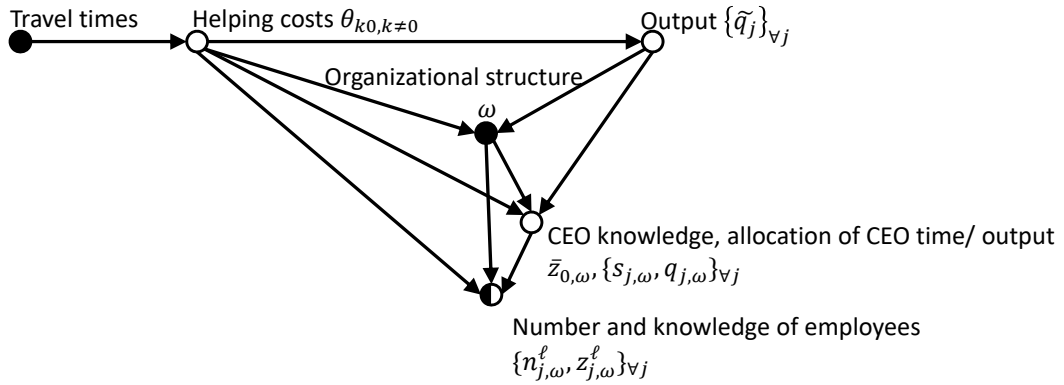 Travel times
Helping costs θ_{k0,k≠0}
Output {q̃_j}_{∀j}
Organizational structure
ω
CEO knowledge, allocation of CEO time/ output
z̄_{0,ω}, {s_{j,ω}, q_{j,ω}}_{∀j}
Number and knowledge of employees
{n^ℓ_{j,ω}, z^ℓ_{j,ω}}_{∀j}